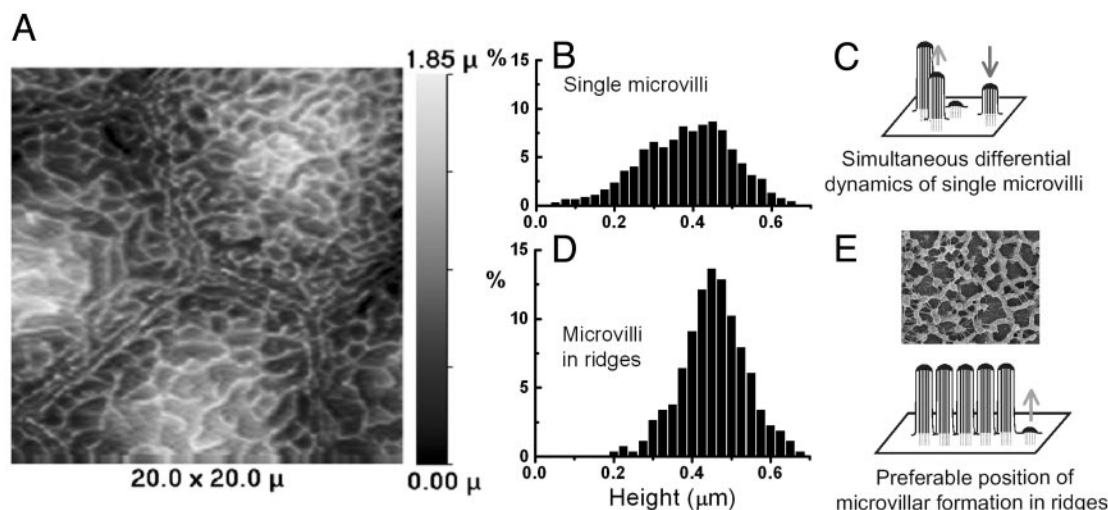 A
1.85 μ
0.00 μ
20.0 x 20.0 μ
B
%
15
10
5
0
Single microvilli
0.0 0.2 0.4 0.6
C
Simultaneous differential
dynamics of single microvilli
D
%
15
10
5
0
Microvilli
in ridges
0.0 0.2 0.4 0.6
Height (μm)
E
Preferable position of
microvillar formation in ridges